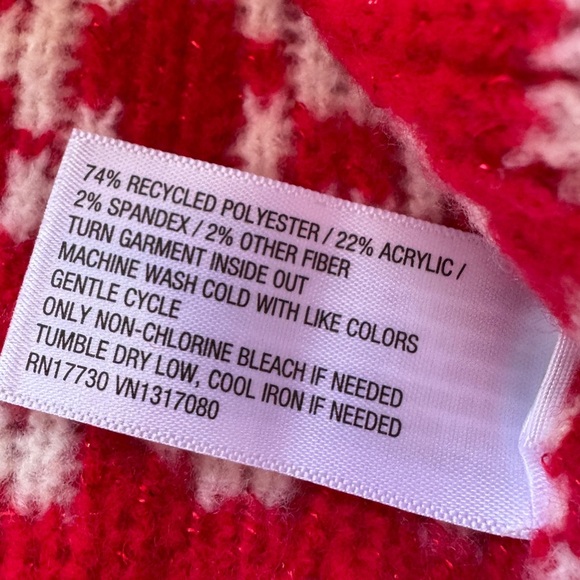 74% RECYCLED POLYESTER / 22% ACRYLIC /
2% SPANDEX / 2% OTHER FIBER
TURN GARMENT INSIDE OUT
MACHINE WASH COLD WITH LIKE COLORS
GENTLE CYCLE
ONLY NON-CHLORINE BLEACH IF NEEDED
TUMBLE DRY LOW, COOL IRON IF NEEDED
RN17730 VN1317080